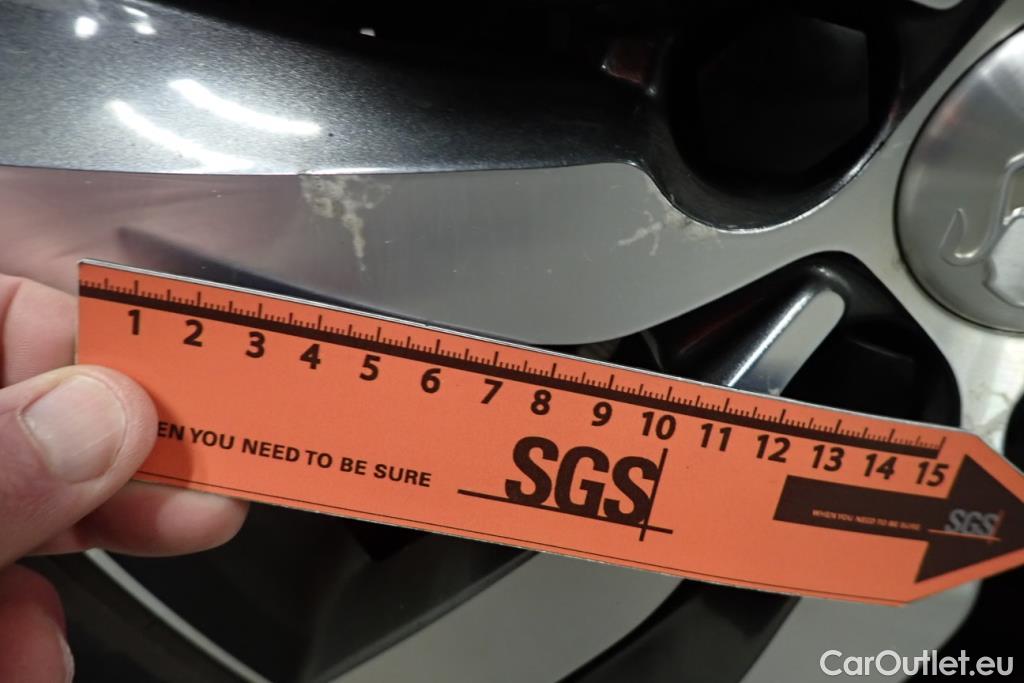 1 2 3 4 5 6 7 8 9 10 11 12 13 14 15
EN YOU NEED TO BE SURE
SGS
WHEN YOU NEED TO BE SURE
SGS
CarOutlet.eu